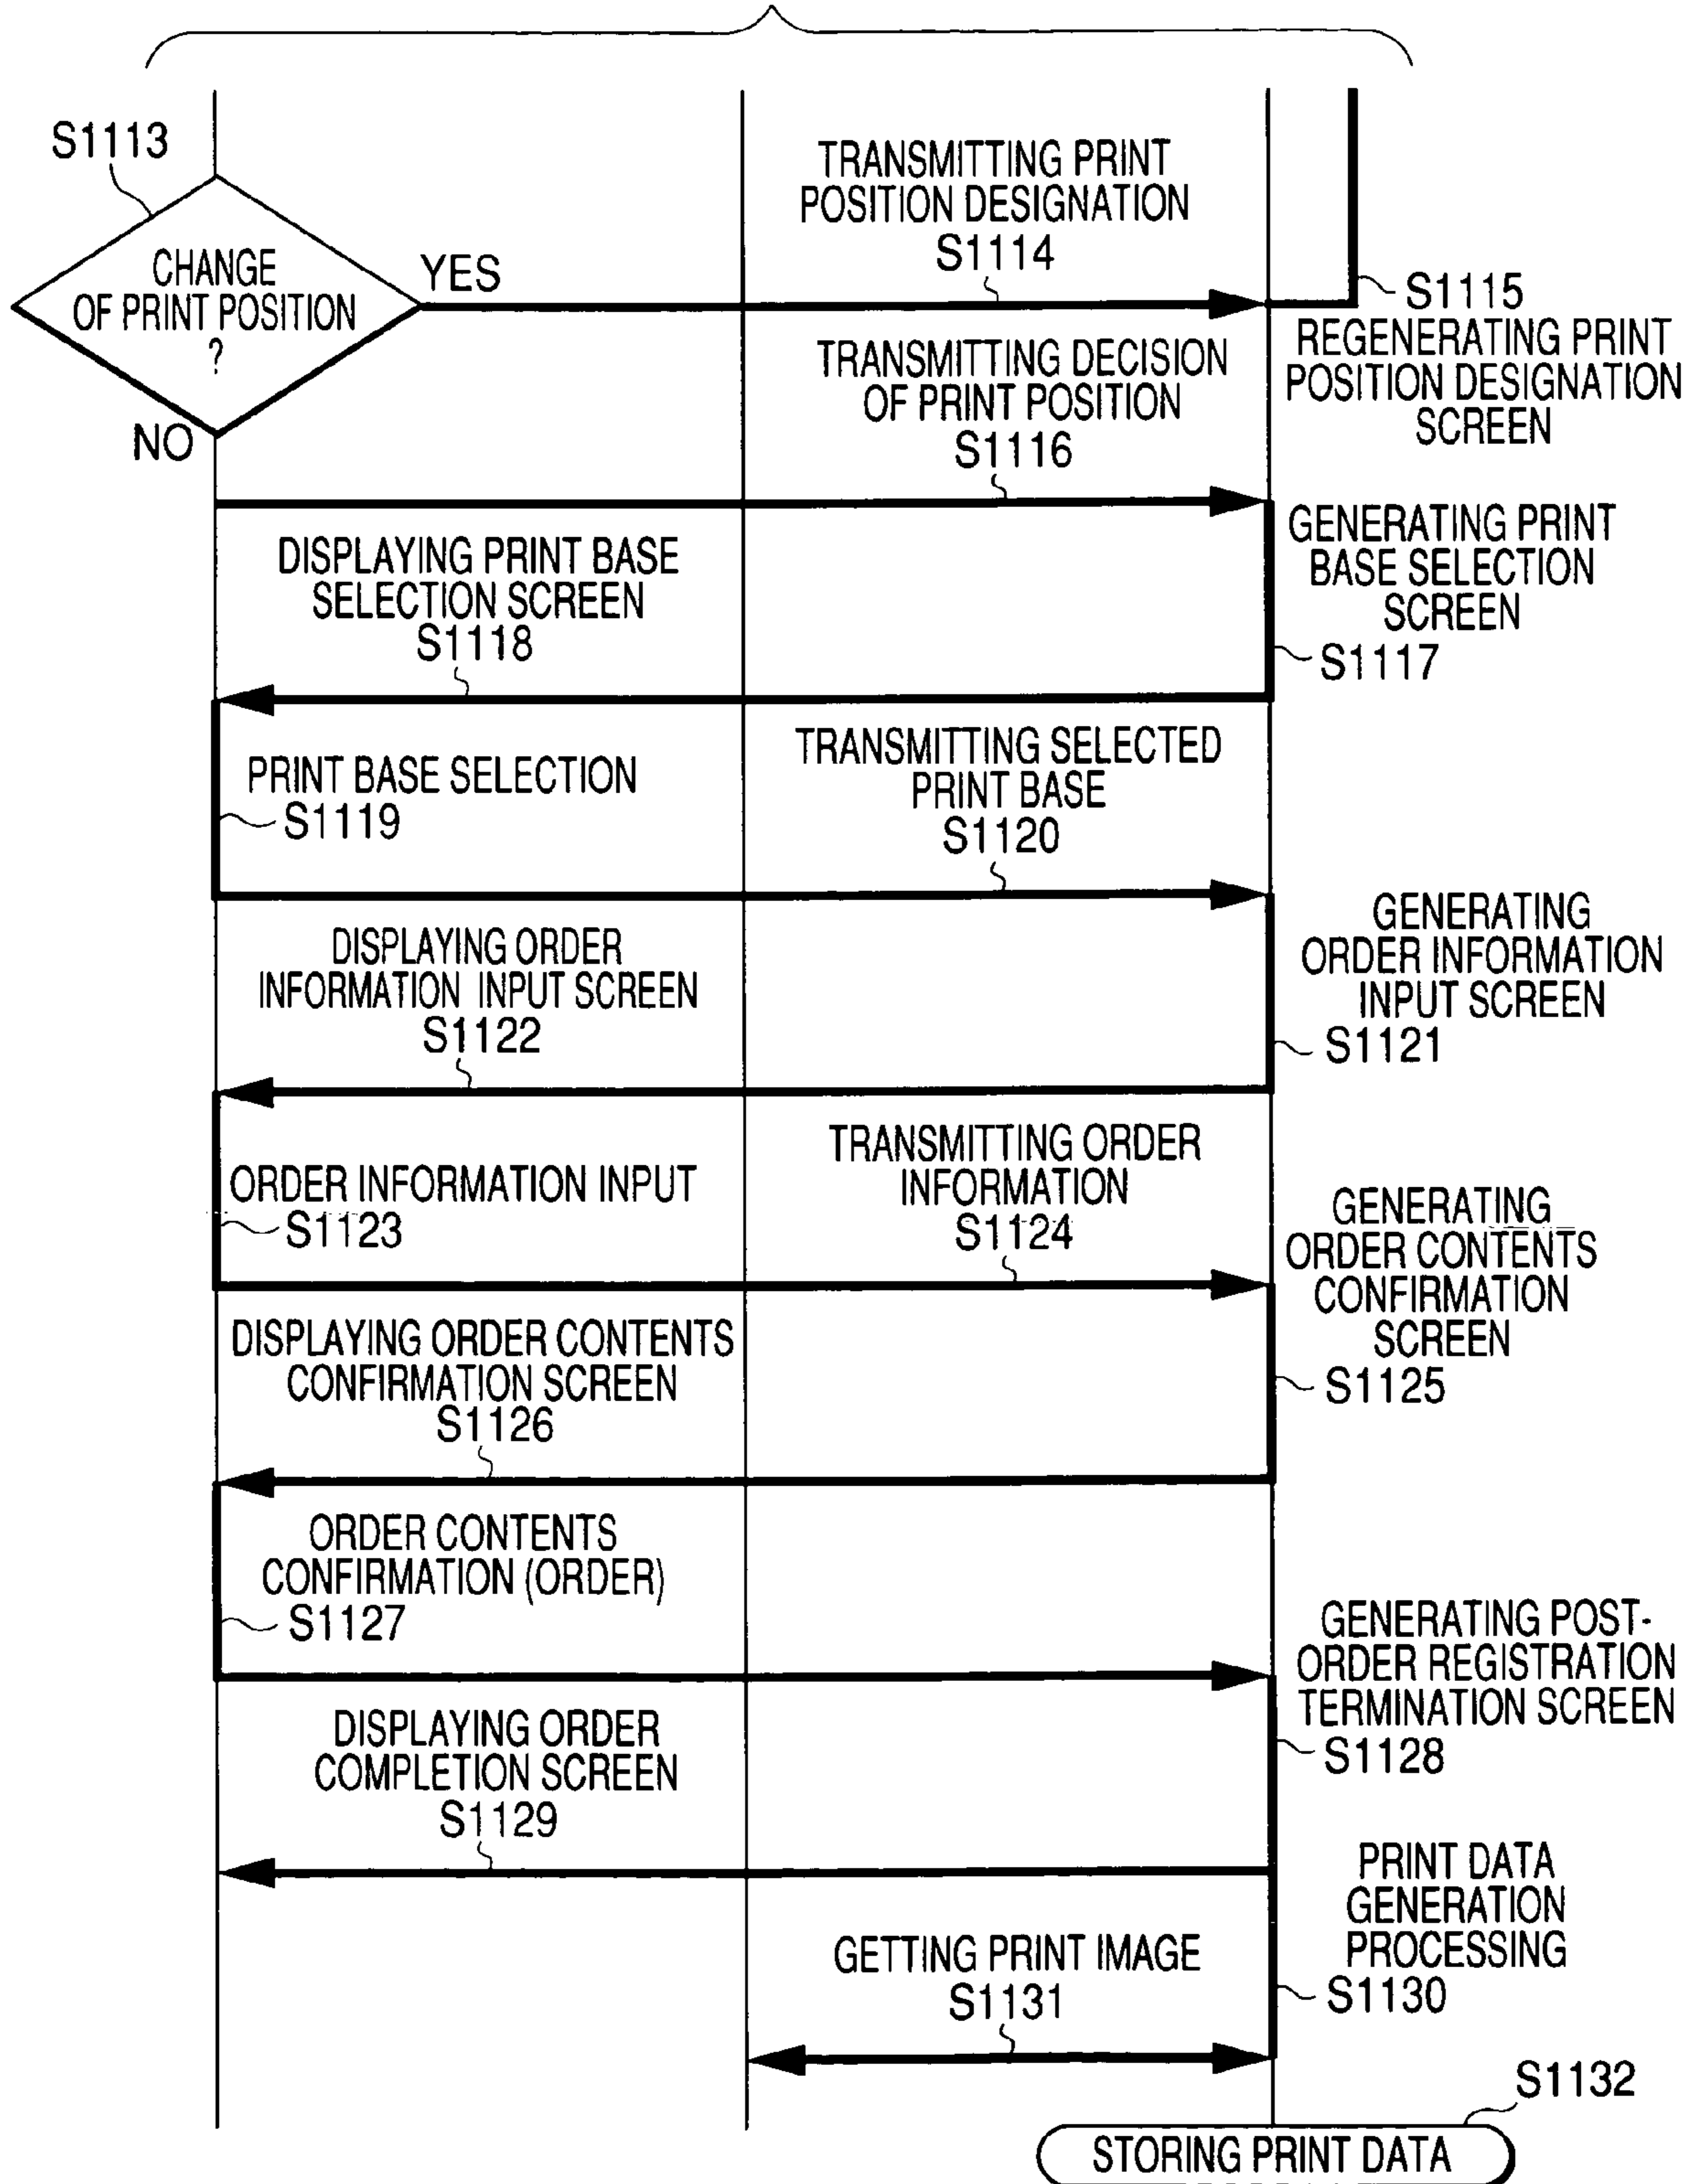 S1113
CHANGE
OF PRINT POSITION
?
YES
NO
TRANSMITTING PRINT
POSITION DESIGNATION
S1114
S1115
REGENERATING PRINT
POSITION DESIGNATION
SCREEN
TRANSMITTING DECISION
OF PRINT POSITION
S1116
GENERATING PRINT
BASE SELECTION
SCREEN
S1117
DISPLAYING PRINT BASE
SELECTION SCREEN
S1118
PRINT BASE SELECTION
S1119
TRANSMITTING SELECTED
PRINT BASE
S1120
GENERATING
ORDER INFORMATION
INPUT SCREEN
S1121
DISPLAYING ORDER
INFORMATION INPUT SCREEN
S1122
ORDER INFORMATION INPUT
S1123
TRANSMITTING ORDER
INFORMATION
S1124
GENERATING
ORDER CONTENTS
CONFIRMATION
SCREEN
S1125
DISPLAYING ORDER CONTENTS
CONFIRMATION SCREEN
S1126
ORDER CONTENTS
CONFIRMATION (ORDER)
S1127
GENERATING POST-
ORDER REGISTRATION
TERMINATION SCREEN
S1128
DISPLAYING ORDER
COMPLETION SCREEN
S1129
PRINT DATA
GENERATION
PROCESSING
S1130
GETTING PRINT IMAGE
S1131
S1132
STORING PRINT DATA